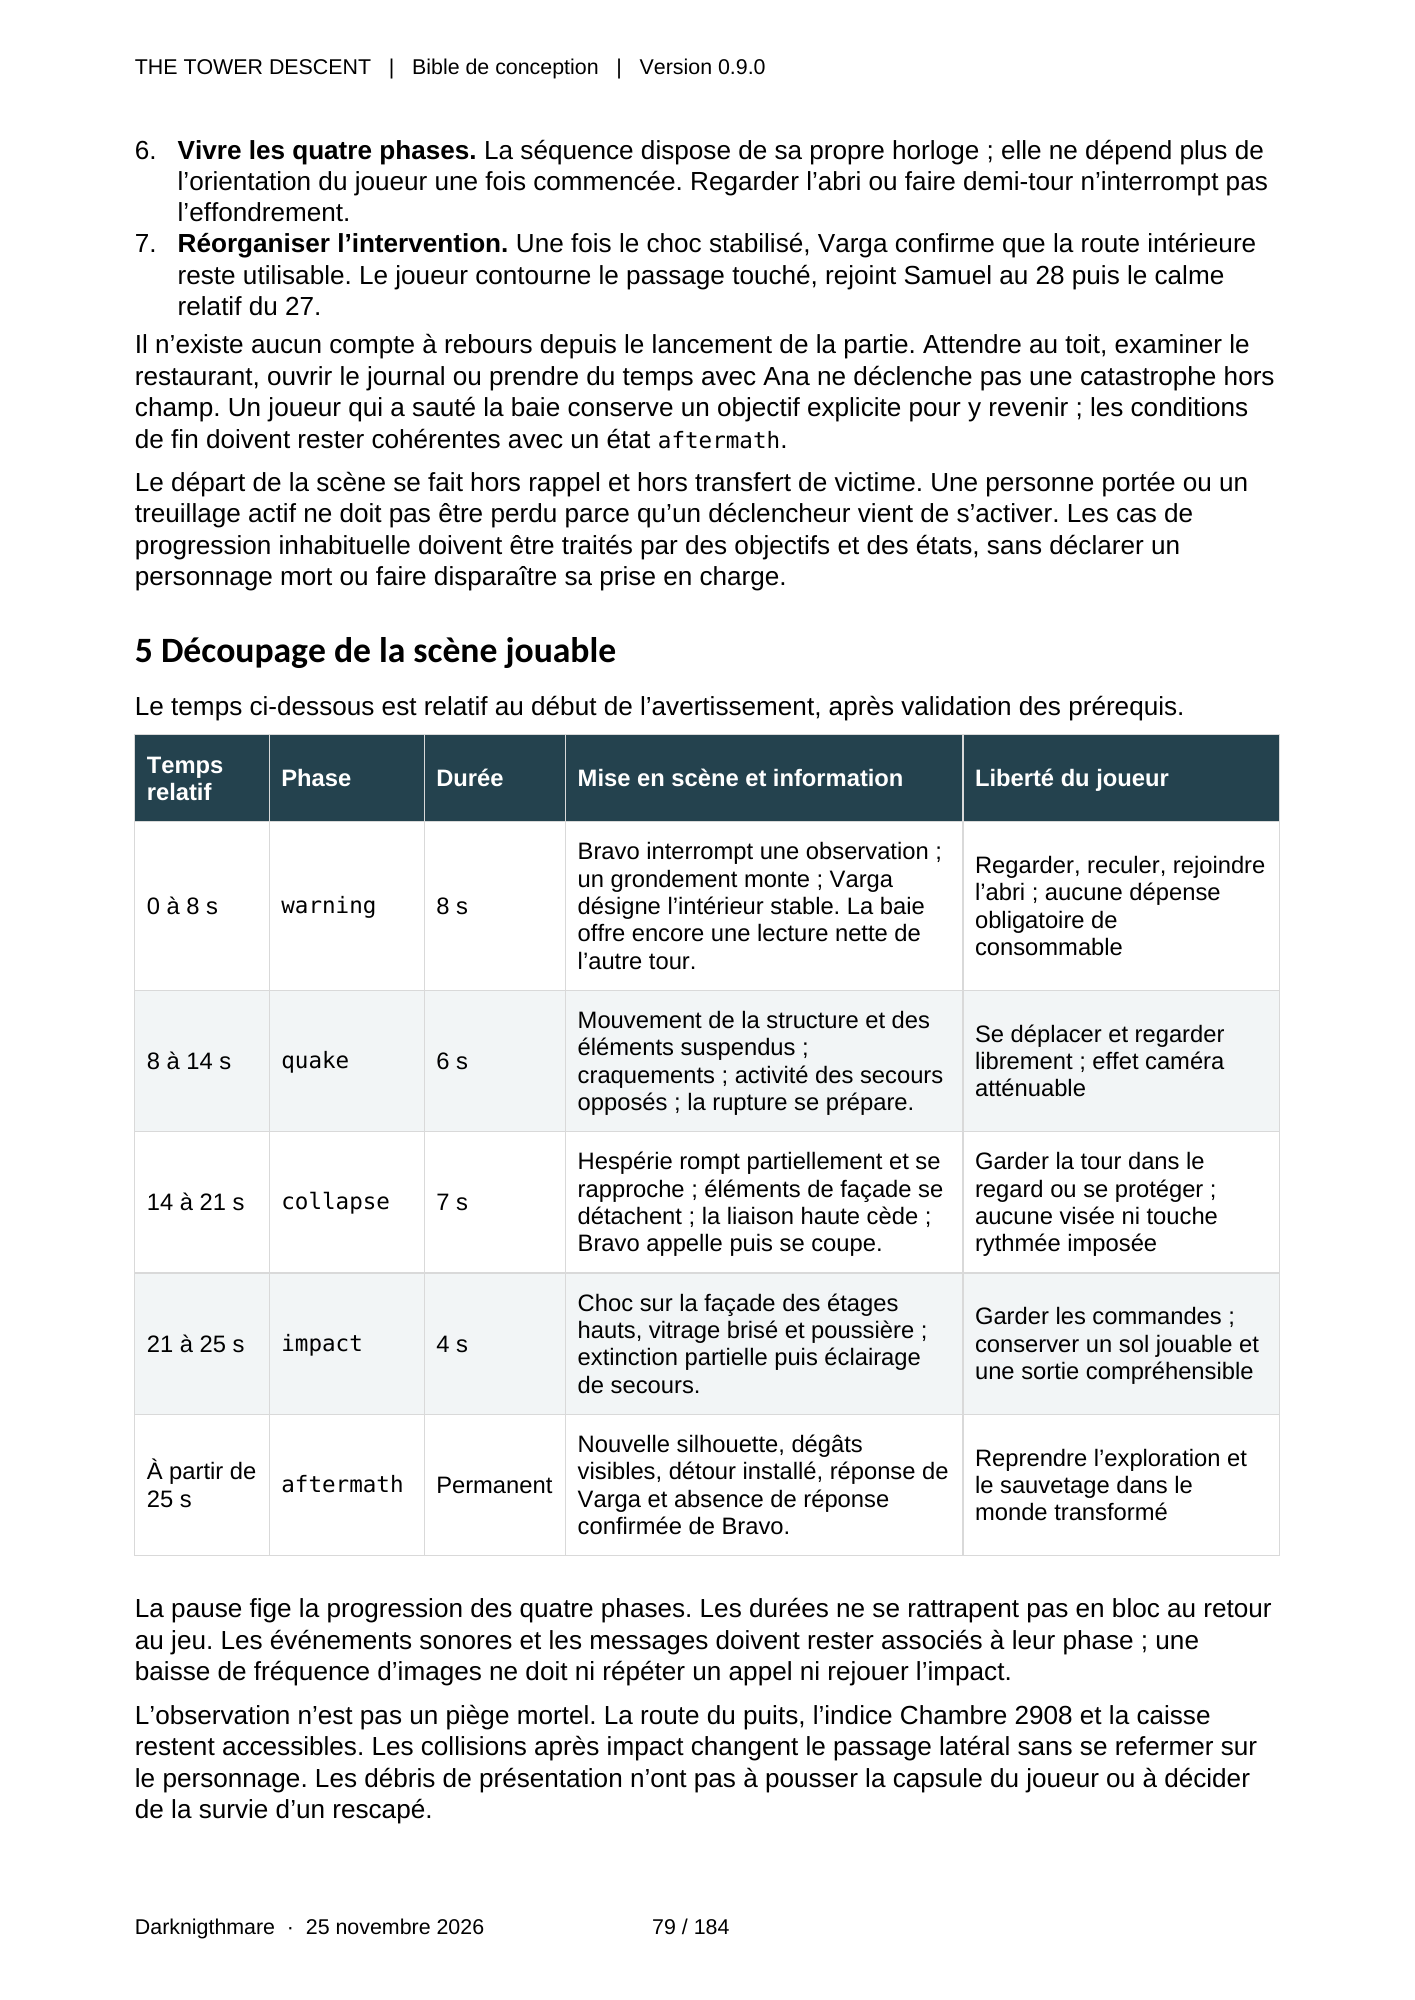 THE TOWER DESCENT | Bible de conception | Version 0.9.0
6. Vivre les quatre phases. La séquence dispose de sa propre horloge ; elle ne dépend plus de
l’orientation du joueur une fois commencée. Regarder l’abri ou faire demi-tour n’interrompt pas
l’effondrement.
7. Réorganiser l’intervention. Une fois le choc stabilisé, Varga confirme que la route intérieure
reste utilisable. Le joueur contourne le passage touché, rejoint Samuel au 28 puis le calme
relatif du 27.
Il n’existe aucun compte à rebours depuis le lancement de la partie. Attendre au toit, examiner le
restaurant, ouvrir le journal ou prendre du temps avec Ana ne déclenche pas une catastrophe hors
champ. Un joueur qui a sauté la baie conserve un objectif explicite pour y revenir ; les conditions
de fin doivent rester cohérentes avec un état aftermath.
Le départ de la scène se fait hors rappel et hors transfert de victime. Une personne portée ou un
treuillage actif ne doit pas être perdu parce qu’un déclencheur vient de s’activer. Les cas de
progression inhabituelle doivent être traités par des objectifs et des états, sans déclarer un
personnage mort ou faire disparaître sa prise en charge.
5 Découpage de la scène jouable
Le temps ci-dessous est relatif au début de l’avertissement, après validation des prérequis.
Temps
relatif
Phase
Durée
Mise en scène et information
Liberté du joueur
0 à 8 s
warning
8 s
Bravo interrompt une observation ;
un grondement monte ; Varga
désigne l’intérieur stable. La baie
offre encore une lecture nette de
l’autre tour.
Regarder, reculer, rejoindre
l’abri ; aucune dépense
obligatoire de
consommable
8 à 14 s
quake
6 s
Mouvement de la structure et des
éléments suspendus ;
craquements ; activité des secours
opposés ; la rupture se prépare.
Se déplacer et regarder
librement ; effet caméra
atténuable
14 à 21 s
collapse
7 s
Hespérie rompt partiellement et se
rapproche ; éléments de façade se
détachent ; la liaison haute cède ;
Bravo appelle puis se coupe.
Garder la tour dans le
regard ou se protéger ;
aucune visée ni touche
rythmée imposée
21 à 25 s
impact
4 s
Choc sur la façade des étages
hauts, vitrage brisé et poussière ;
extinction partielle puis éclairage
de secours.
Garder les commandes ;
conserver un sol jouable et
une sortie compréhensible
À partir de
25 s
aftermath
Permanent
Nouvelle silhouette, dégâts
visibles, détour installé, réponse de
Varga et absence de réponse
confirmée de Bravo.
Reprendre l’exploration et
le sauvetage dans le
monde transformé
La pause fige la progression des quatre phases. Les durées ne se rattrapent pas en bloc au retour
au jeu. Les événements sonores et les messages doivent rester associés à leur phase ; une
baisse de fréquence d’images ne doit ni répéter un appel ni rejouer l’impact.
L’observation n’est pas un piège mortel. La route du puits, l’indice Chambre 2908 et la caisse
restent accessibles. Les collisions après impact changent le passage latéral sans se refermer sur
le personnage. Les débris de présentation n’ont pas à pousser la capsule du joueur ou à décider
de la survie d’un rescapé.
Darknigthmare · 25 novembre 2026 79 / 184